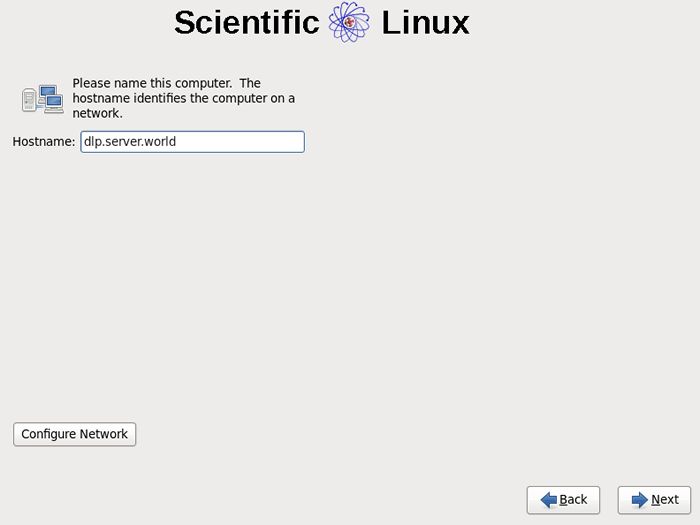 Scientific Linux
Please name this computer. The
hostname identifies the computer on a
network.
Hostname: dlp.server.world
Configure Network
Back Next